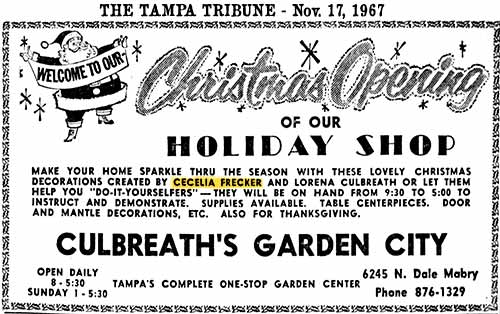 THE TAMPA TRIBUNE - Nov. 17, 1967
WELCOME TO OUR
Christmas Opening
OF OUR
HOLIDAY SHOP
MAKE YOUR HOME SPARKLE THRU THE SEASON WITH THESE LOVELY CHRISTMAS
DECORATIONS CREATED BY CECELIA FRECKER AND LORENA CULBREATH OR LET THEM
HELP YOU "DO-IT-YOURSELFERS"—THEY WILL BE ON HAND FROM 9:30 TO 5:00 TO
INSTRUCT AND DEMONSTRATE. SUPPLIES AVAILABLE. TABLE CENTERPIECES. DOOR
AND MANTLE DECORATIONS, ETC. ALSO FOR THANKSGIVING.
CULBREATH'S GARDEN CITY
OPEN DAILY
8 - 5:30
SUNDAY 1 - 5:30
TAMPA'S COMPLETE ONE-STOP GARDEN CENTER
6245 N. Dale Mabry
Phone 876-1329